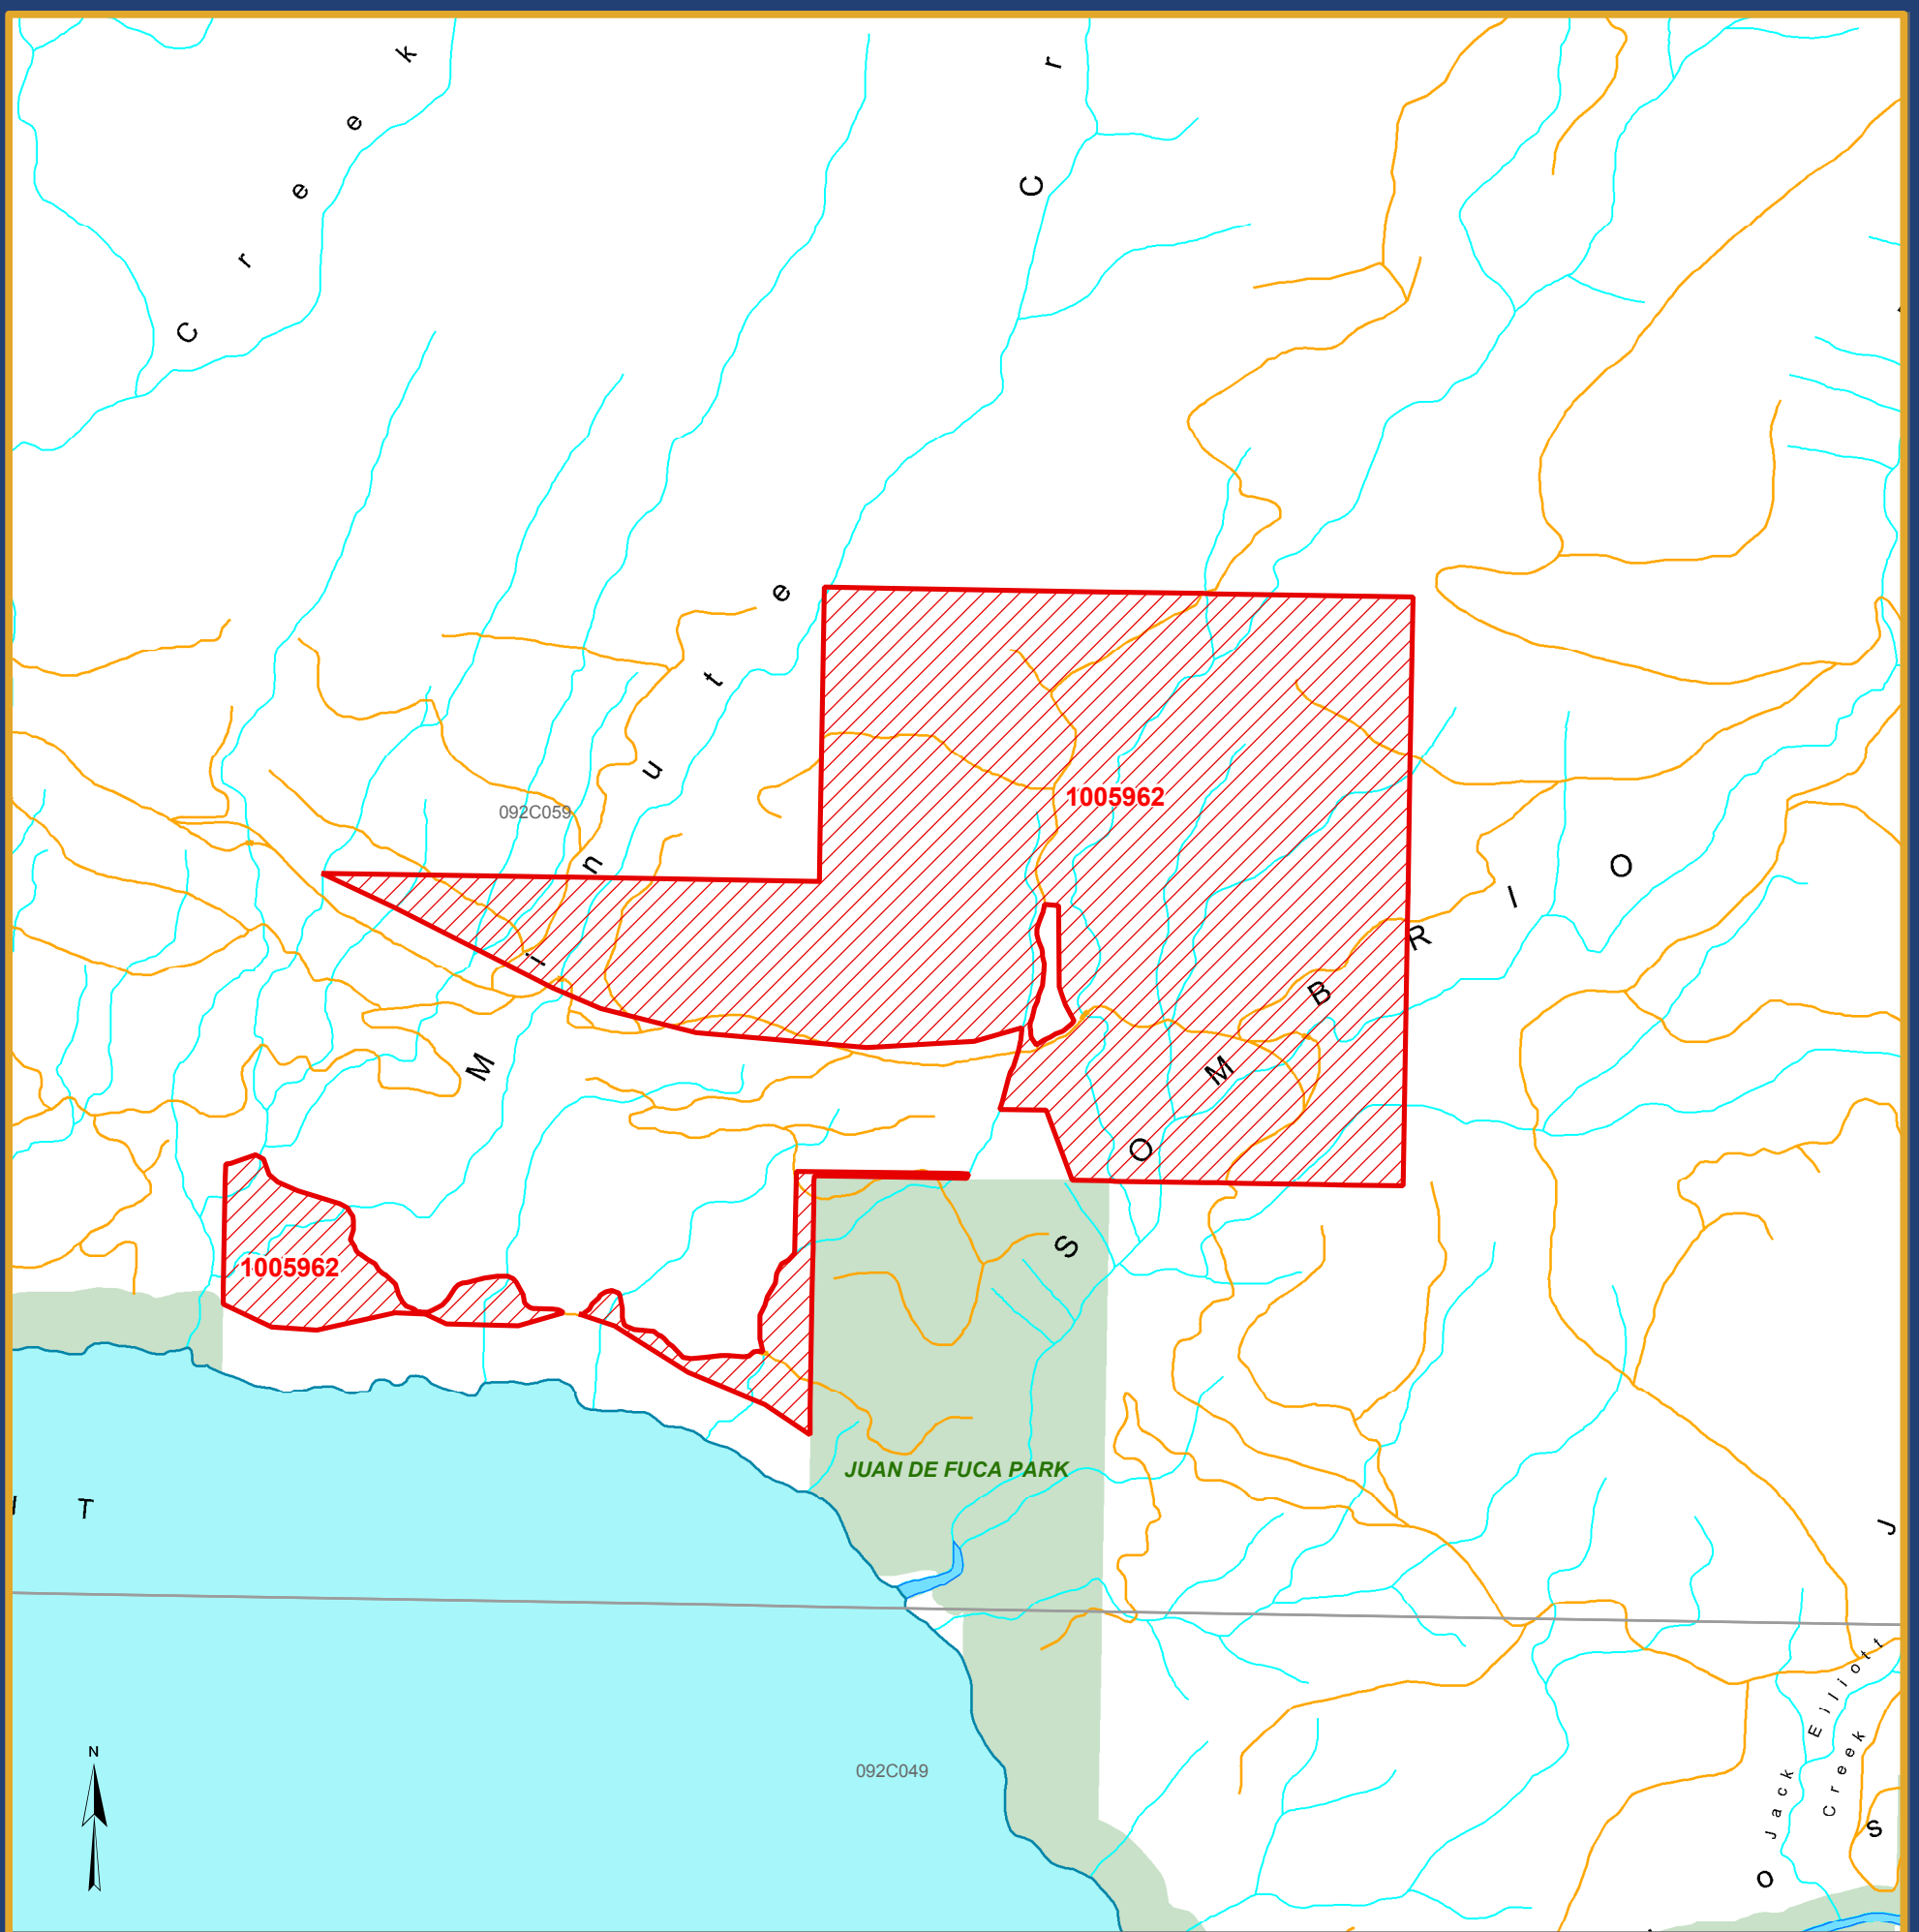 Minute Creek
Cr
1005962
092C059
SOMBRIO
1005962
JUAN DE FUCA PARK
T
J
Jack Elliott
Creek
092C049
N
O
S